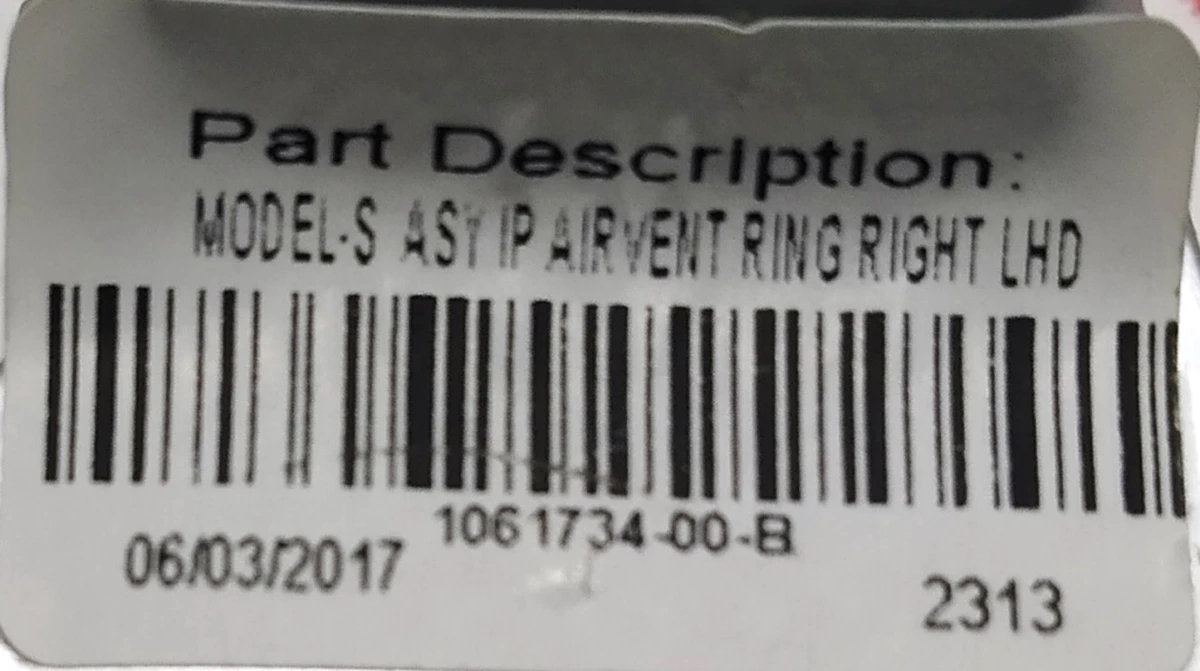 Part Description:
MODEL-S ASY IP AIRVENT RING RIGHT LHD
1061734-00-B
06/03/2017
2313